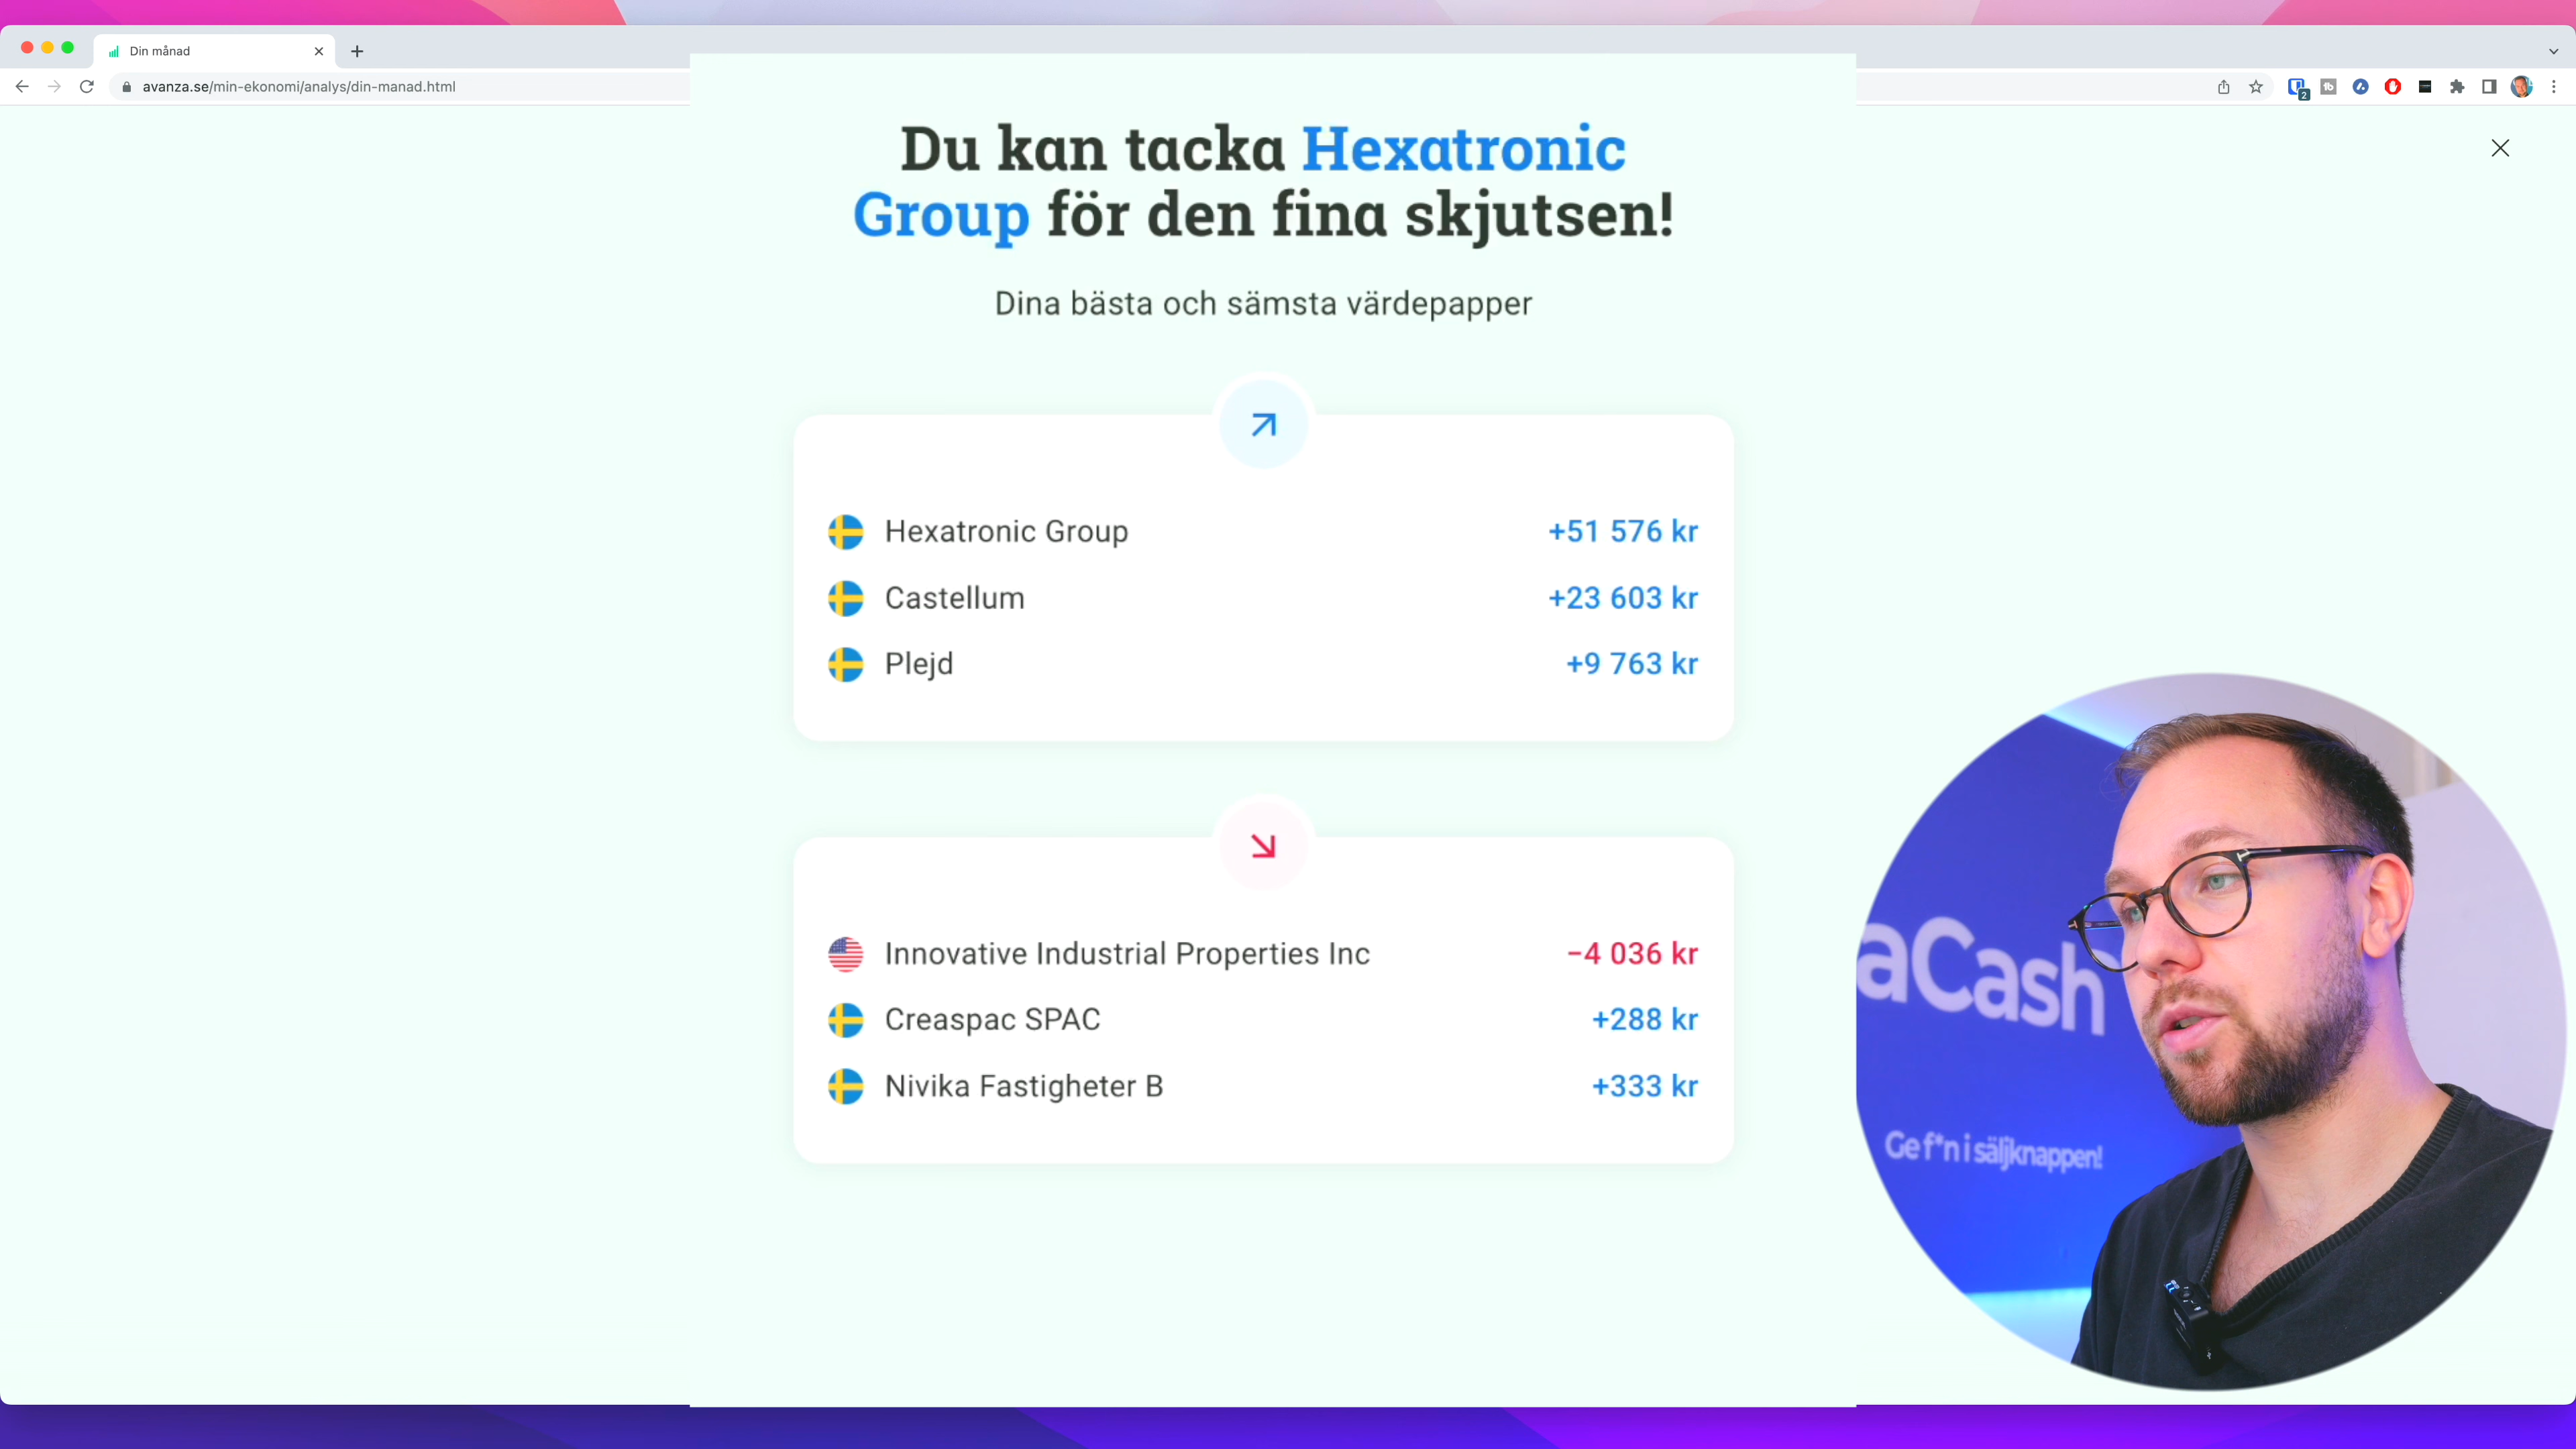 Din månad
avanza.se/min-ekonomi/analys/din-manad.html
2
Du kan tacka Hexatronic
Group för den fina skjutsen!
Dina bästa och sämsta värdepapper
Hexatronic Group +51 576 kr
Castellum +23 603 kr
Plejd +9 763 kr
Innovative Industrial Properties Inc −4 036 kr
Creaspac SPAC +288 kr
Nivika Fastigheter B +333 kr
aCash
Ge f*n i säljknappen!